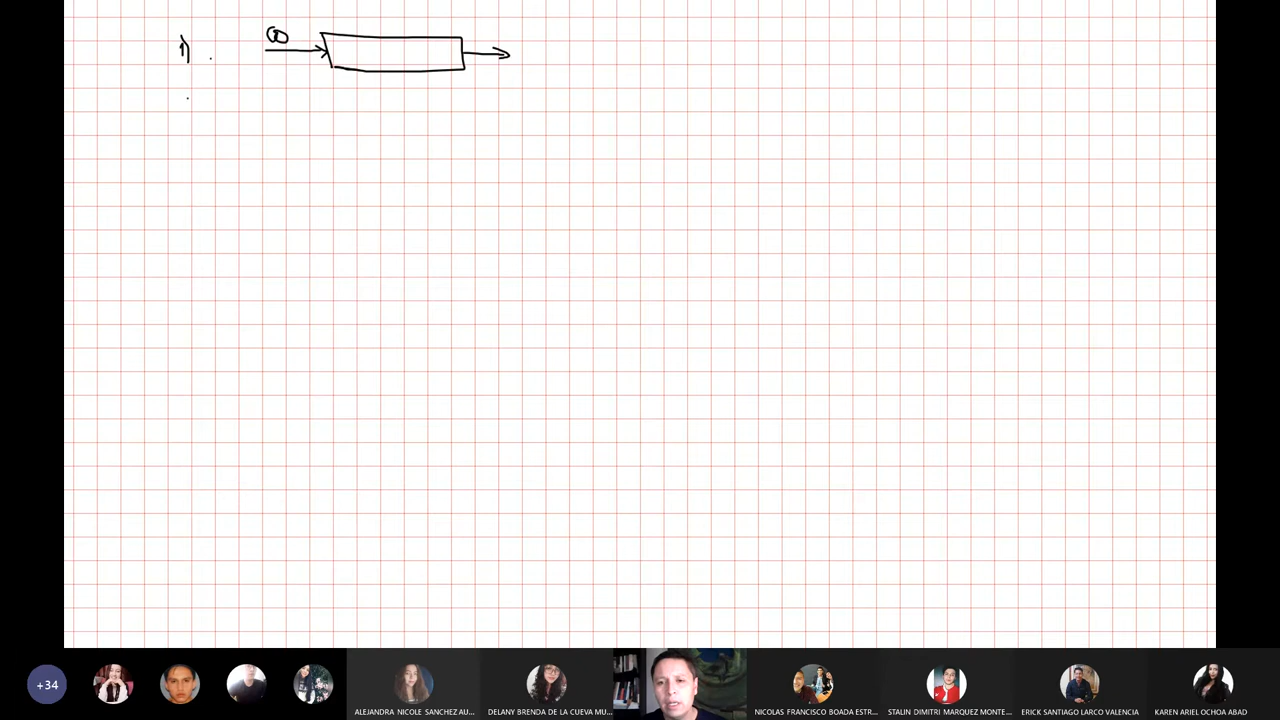 1)
+34
ALEJANDRA NICOLE SANCHEZ AU...
DELANY BRENDA DE LA CUEVA MU...
NICOLAS FRANCISCO BOADA ESTR...
STALIN DIMITRI MARQUEZ MONTE...
ERICK SANTIAGO LARCO VALENCIA
KAREN ARIEL OCHOA ABAD